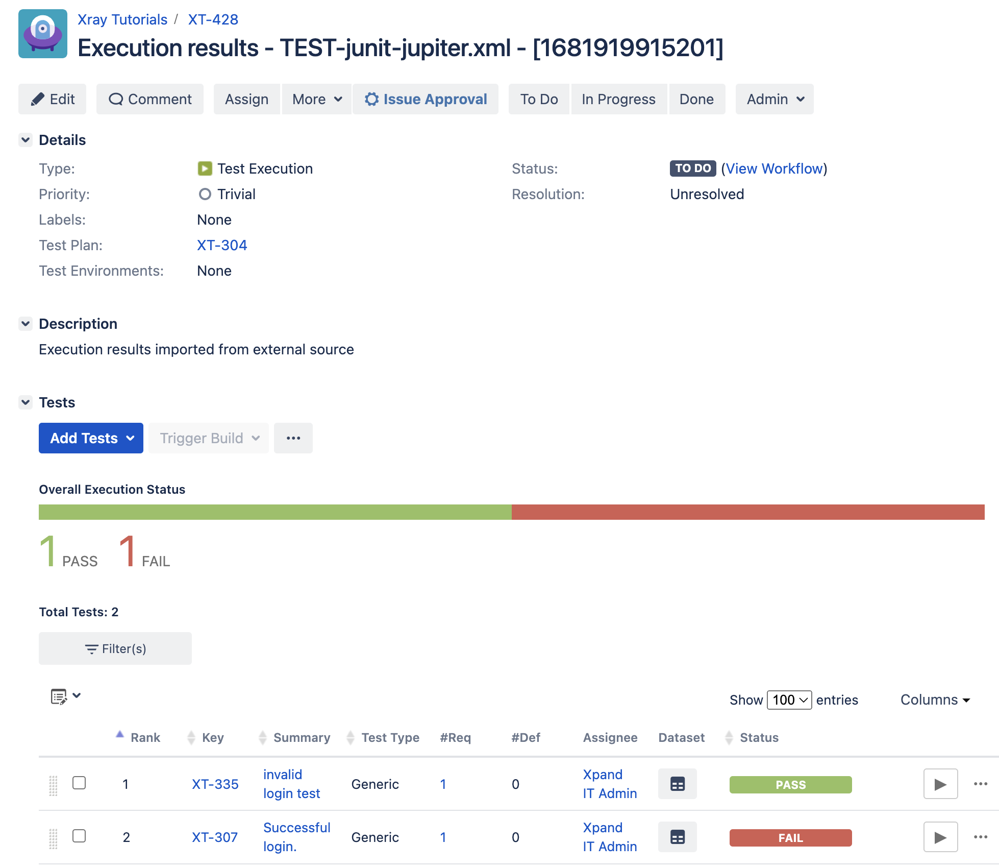 Xray Tutorials / XT-428
Execution results - TEST-junit-jupiter.xml - [1681919915201]
Edit Comment Assign More Issue Approval To Do In Progress Done Admin
Details
Type: Test Execution Status: TO DO (View Workflow)
Priority: Trivial Resolution: Unresolved
Labels: None
Test Plan: XT-304
Test Environments: None
Description
Execution results imported from external source
Tests
Add Tests Trigger Build
Overall Execution Status
1 PASS 1 FAIL
Total Tests: 2
Filter(s)
Show 100 entries Columns
Rank Key Summary Test Type #Req #Def Assignee Dataset Status
1 XT-335 invalid login test Generic 1 0 Xpand IT Admin PASS
2 XT-307 Successful login. Generic 1 0 Xpand IT Admin FAIL